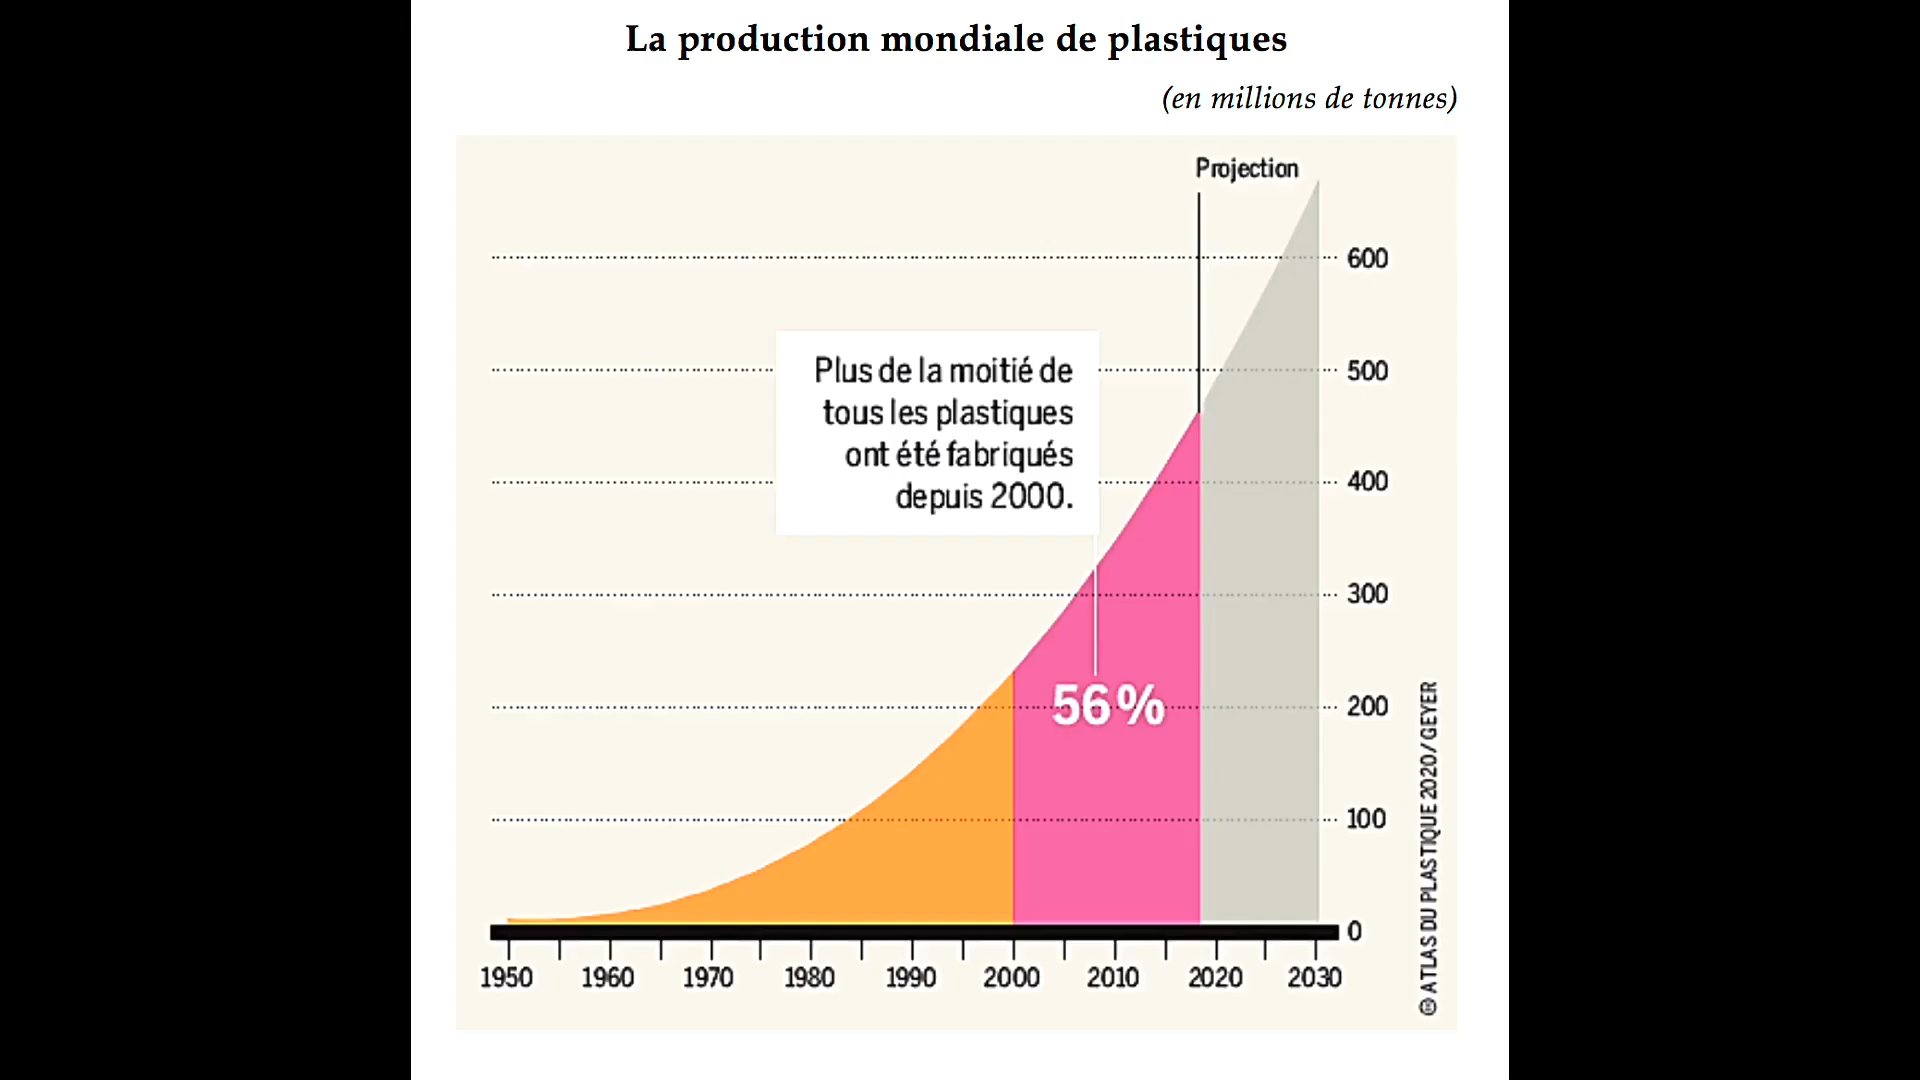 La production mondiale de plastiques
(en millions de tonnes)
Projection
600
Plus de la moitié de
tous les plastiques
ont été fabriqués
depuis 2000.
500
400
300
56%
200
100
0
1950 1960 1970 1980 1990 2000 2010 2020 2030
© ATLAS DU PLASTIQUE 2020/ GEYER